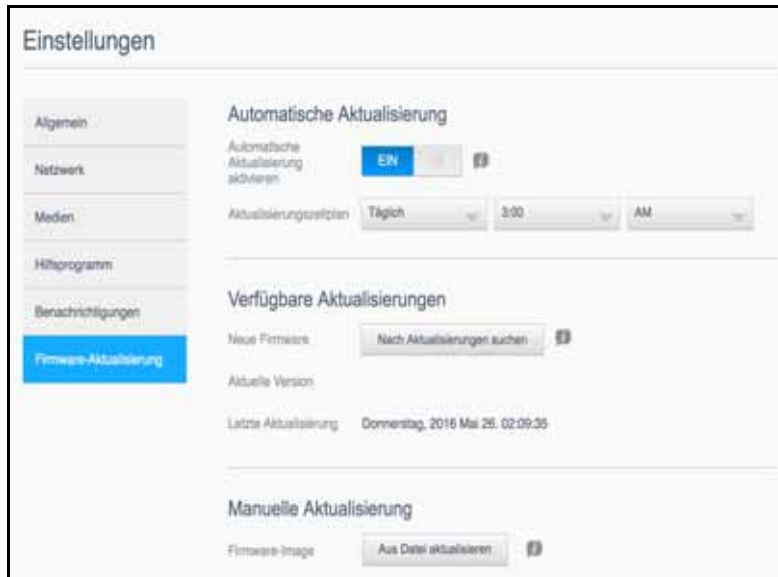 Einstellungen
Allgemein
Netzwerk
Medien
Hilfsprogramm
Benachrichtigungen
Firmware-Aktualisierung
Automatische Aktualisierung
Automatische
Aktualisierung
aktivieren
EIN
Aktualisierungszeitplan
Täglich
3:00
AM
Verfügbare Aktualisierungen
Neue Firmware
Nach Aktualisierungen suchen
Aktuelle Version
Letzte Aktualisierung
Donnerstag, 2016 Mai 26. 02:09:35
Manuelle Aktualisierung
Firmware-Image
Aus Datei aktualisieren